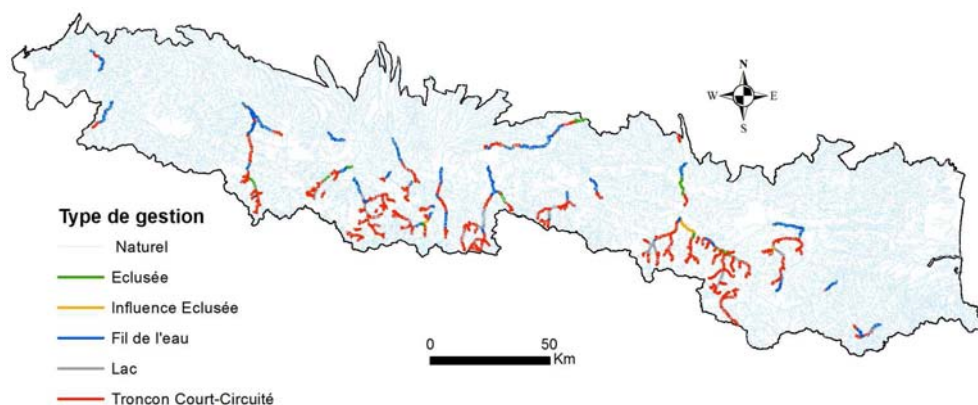 N
W E
S
Type de gestion
Naturel
Eclusée
Influence Eclusée
Fil de l'eau
Lac
Troncon Court-Circuité
0 50
Km